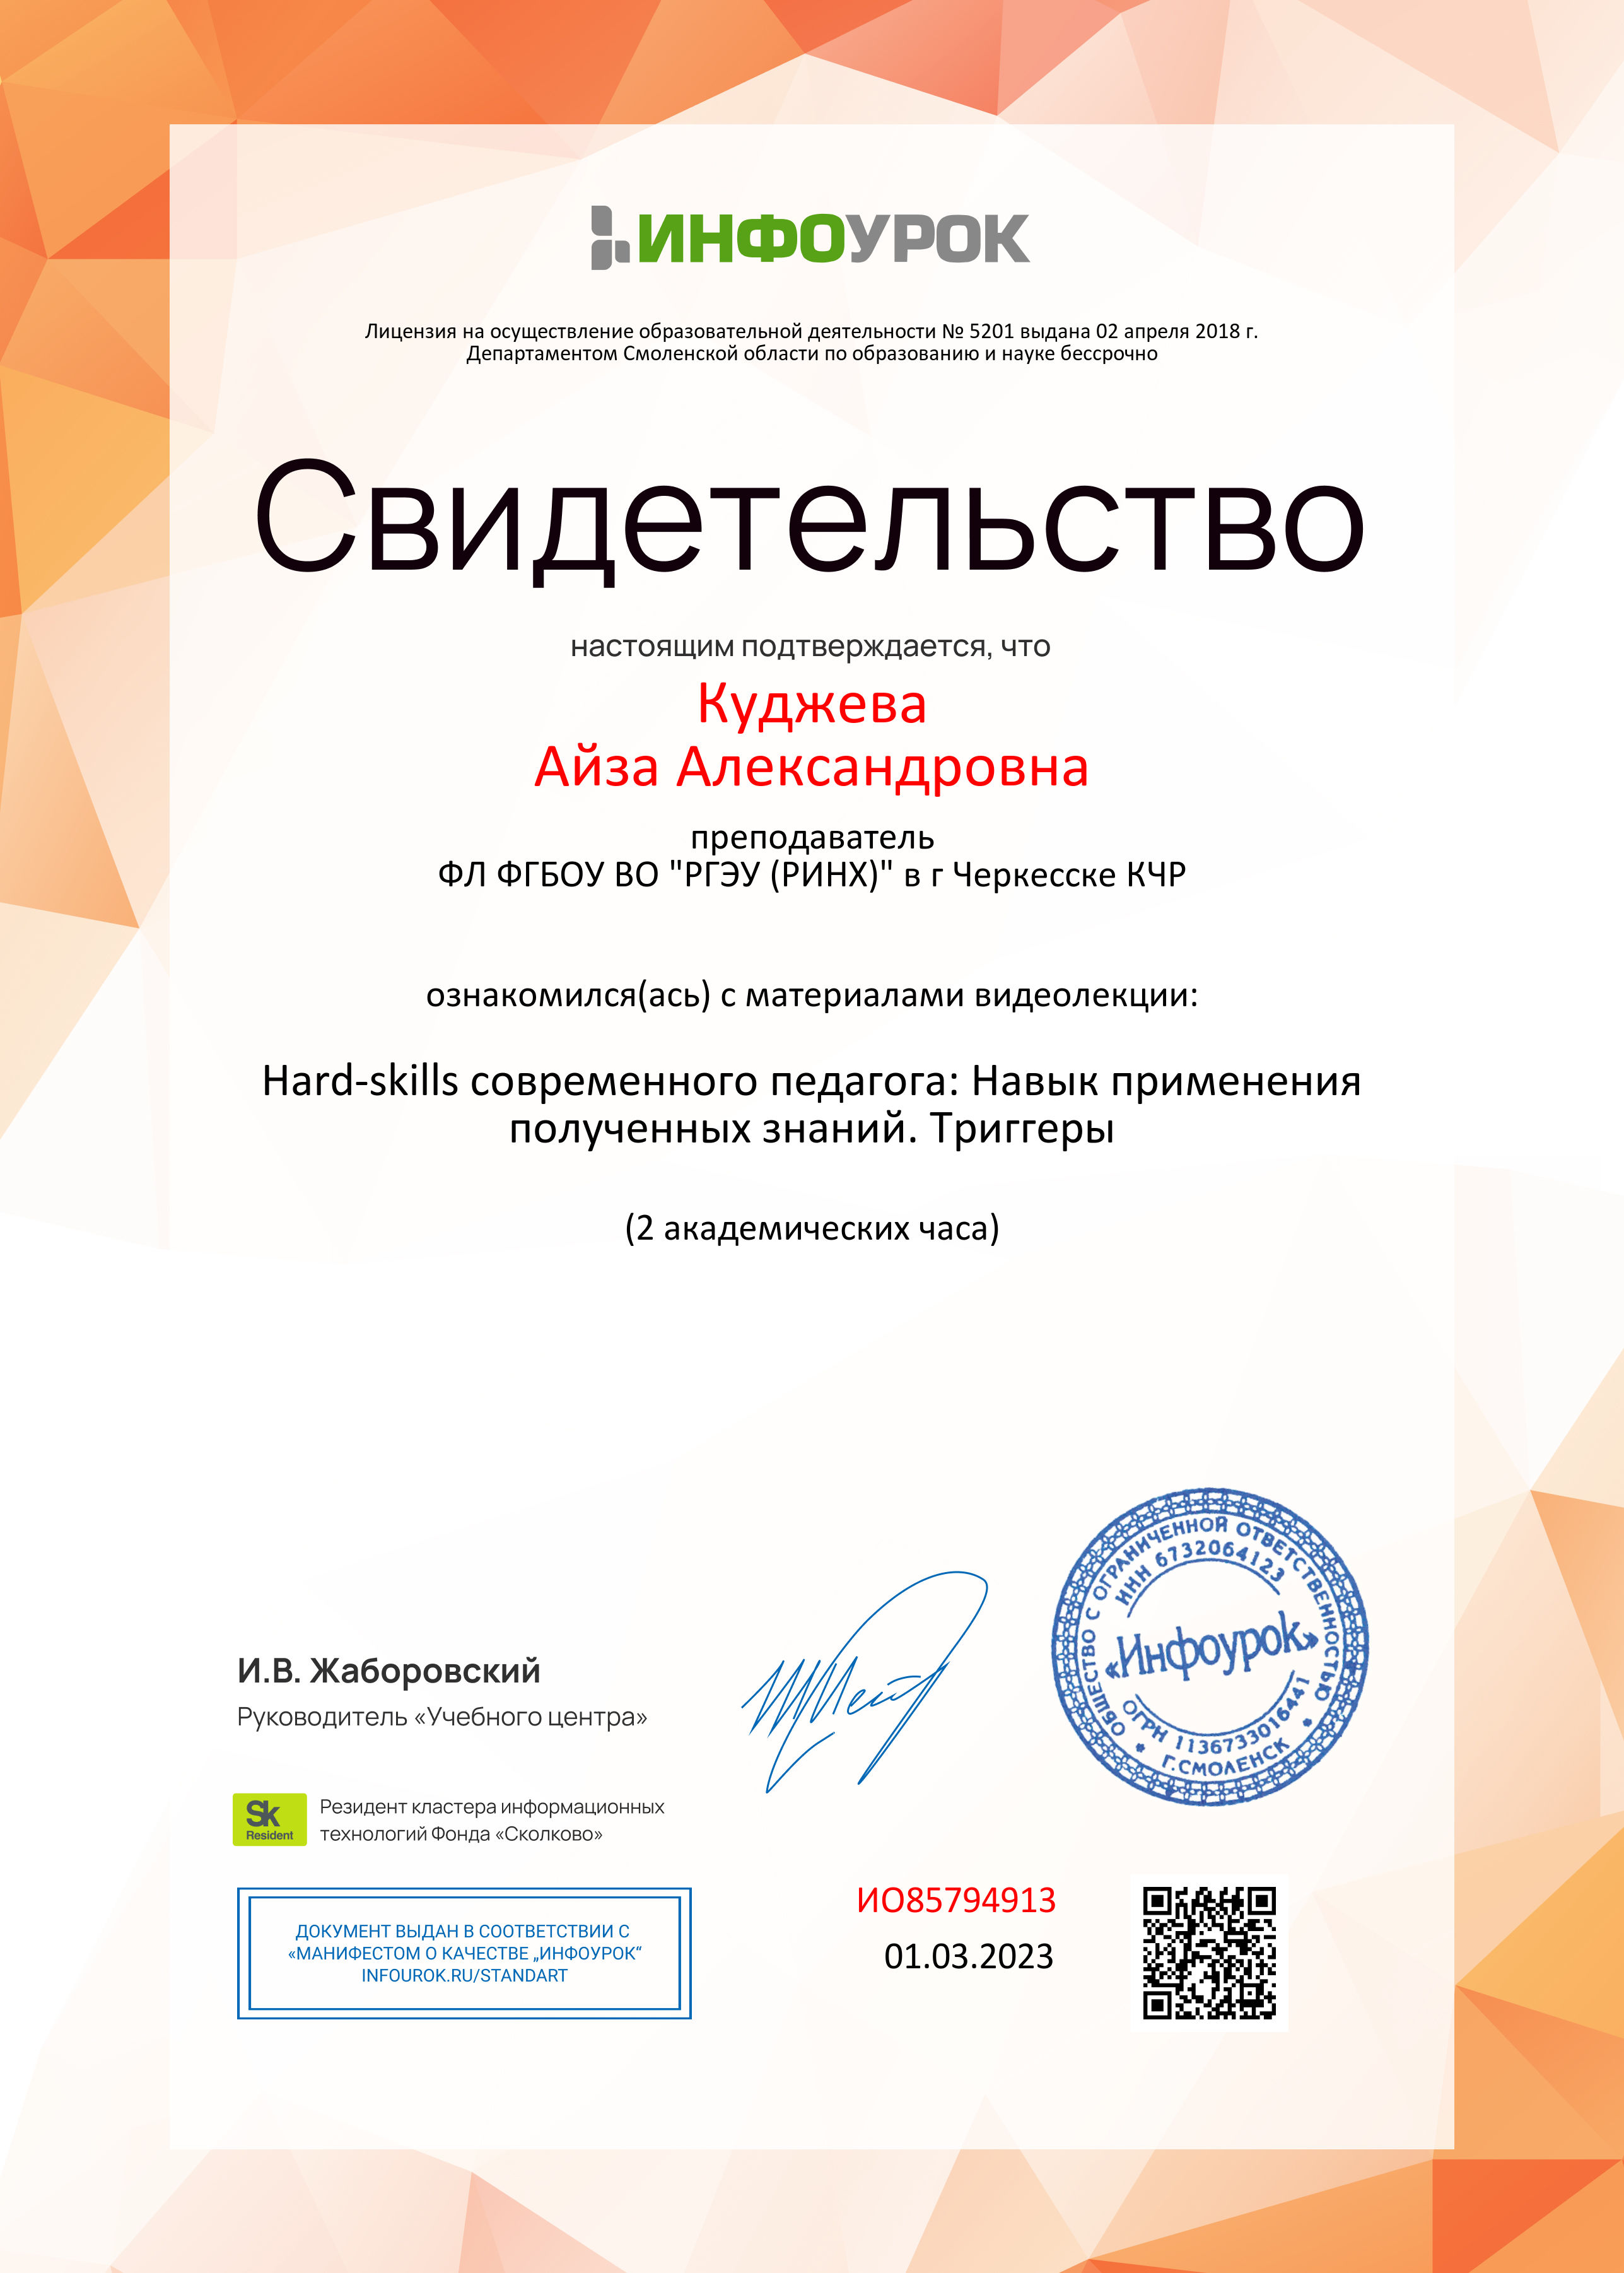 ИНФОУРОК
Лицензия на осуществление образовательной деятельности № 5201 выдана 02 апреля 2018 г.
Департаментом Смоленской области по образованию и науке бессрочно
Свидетельство
настоящим подтверждается, что
Куджева
Айза Александровна
преподаватель
ФЛ ФГБОУ ВО "РГЭУ (РИНХ)" в г Черкесске КЧР
ознакомился(ась) с материалами видеолекции:
Hard-skills современного педагога: Навык применения
полученных знаний. Триггеры
(2 академических часа)
ОБЩЕСТВО С ОГРАНИЧЕННОЙ ОТВЕТСТВЕННОСТЬЮ
ИНН 6732064123
«Инфоурок»
ОГРН 1136733016441
Г.СМОЛЕНСК
И.В. Жаборовский
Руководитель «Учебного центра»
Sk
Resident
Резидент кластера информационных
технологий Фонда «Сколково»
ДОКУМЕНТ ВЫДАН В СООТВЕТСТВИИ С
«МАНИФЕСТОМ О КАЧЕСТВЕ „ИНФОУРОК“
INFOUROK.RU/STANDART
ИО85794913
01.03.2023